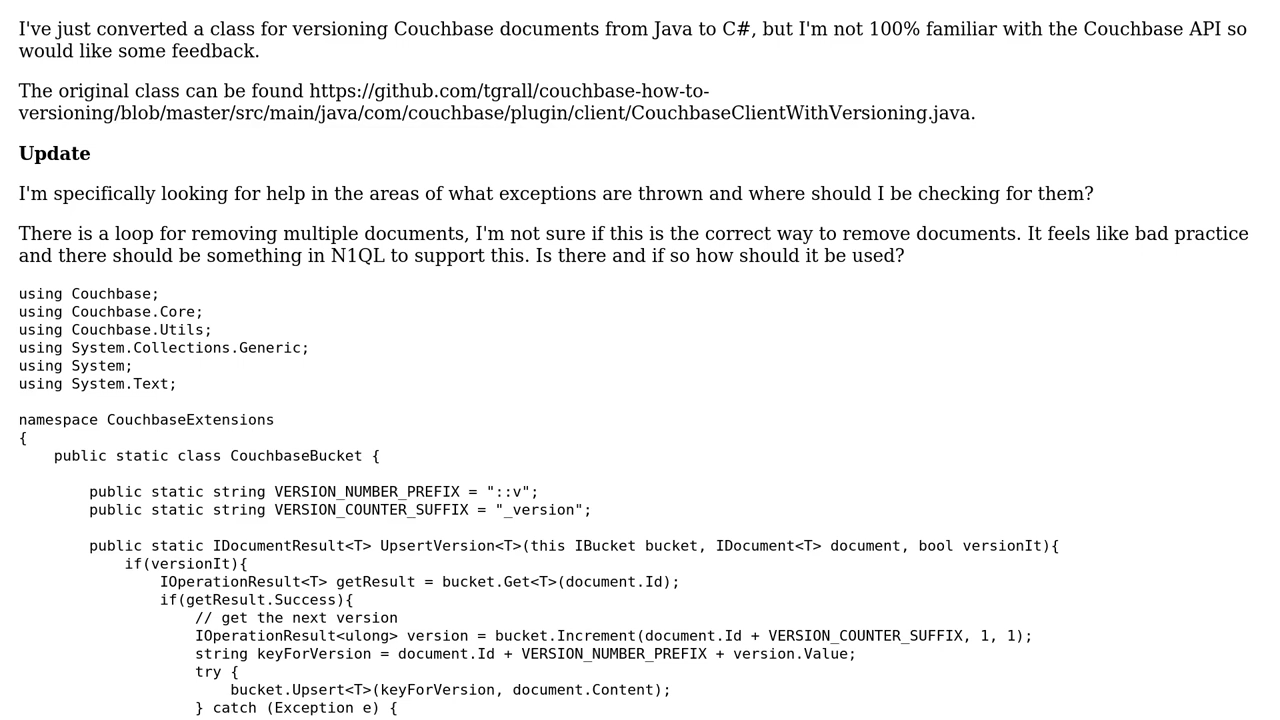 I've just converted a class for versioning Couchbase documents from Java to C#, but I'm not 100% familiar with the Couchbase API so
would like some feedback.
The original class can be found https://github.com/tgrall/couchbase-how-to-
versioning/blob/master/src/main/java/com/couchbase/plugin/client/CouchbaseClientWithVersioning.java.
Update
I'm specifically looking for help in the areas of what exceptions are thrown and where should I be checking for them?
There is a loop for removing multiple documents, I'm not sure if this is the correct way to remove documents. It feels like bad practice
and there should be something in N1QL to support this. Is there and if so how should it be used?
using Couchbase;
using Couchbase.Core;
using Couchbase.Utils;
using System.Collections.Generic;
using System;
using System.Text;
namespace CouchbaseExtensions
{
    public static class CouchbaseBucket {
        public static string VERSION_NUMBER_PREFIX = "::v";
        public static string VERSION_COUNTER_SUFFIX = "_version";
        public static IDocumentResult<T> UpsertVersion<T>(this IBucket bucket, IDocument<T> document, bool versionIt){
            if(versionIt){
                IOperationResult<T> getResult = bucket.Get<T>(document.Id);
                if(getResult.Success){
                    // get the next version
                    IOperationResult<ulong> version = bucket.Increment(document.Id + VERSION_COUNTER_SUFFIX, 1, 1);
                    string keyForVersion = document.Id + VERSION_NUMBER_PREFIX + version.Value;
                    try {
                        bucket.Upsert<T>(keyForVersion, document.Content);
                    } catch (Exception e) {